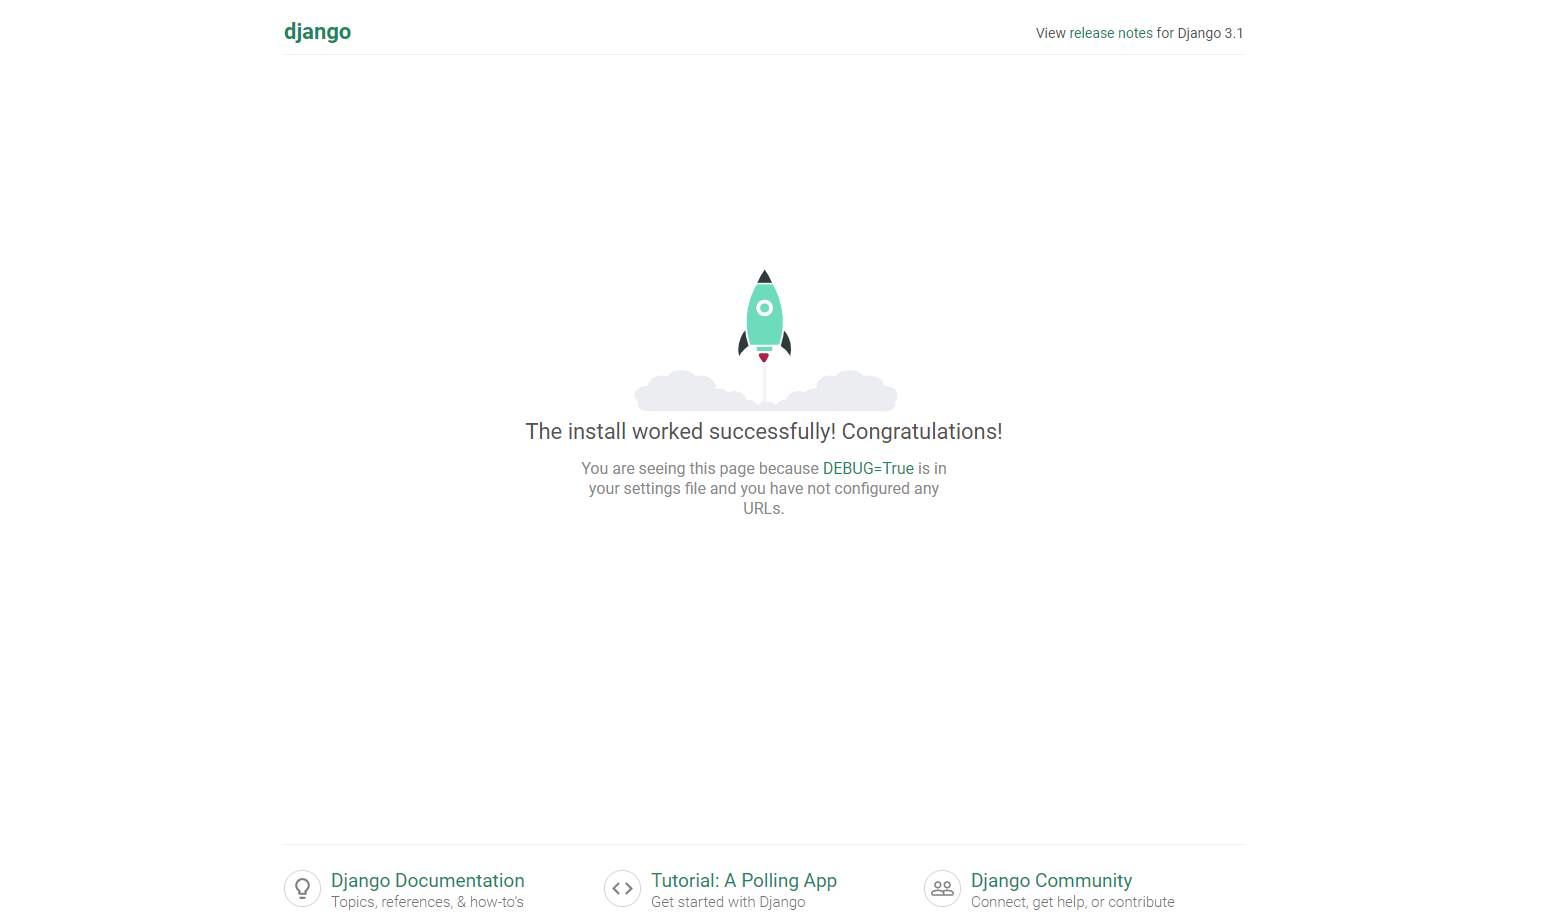 django
View release notes for Django 3.1
The install worked successfully! Congratulations!
You are seeing this page because DEBUG=True is in
your settings file and you have not configured any
URLs.
Django Documentation
Topics, references, & how-to’s
Tutorial: A Polling App
Get started with Django
Django Community
Connect, get help, or contribute